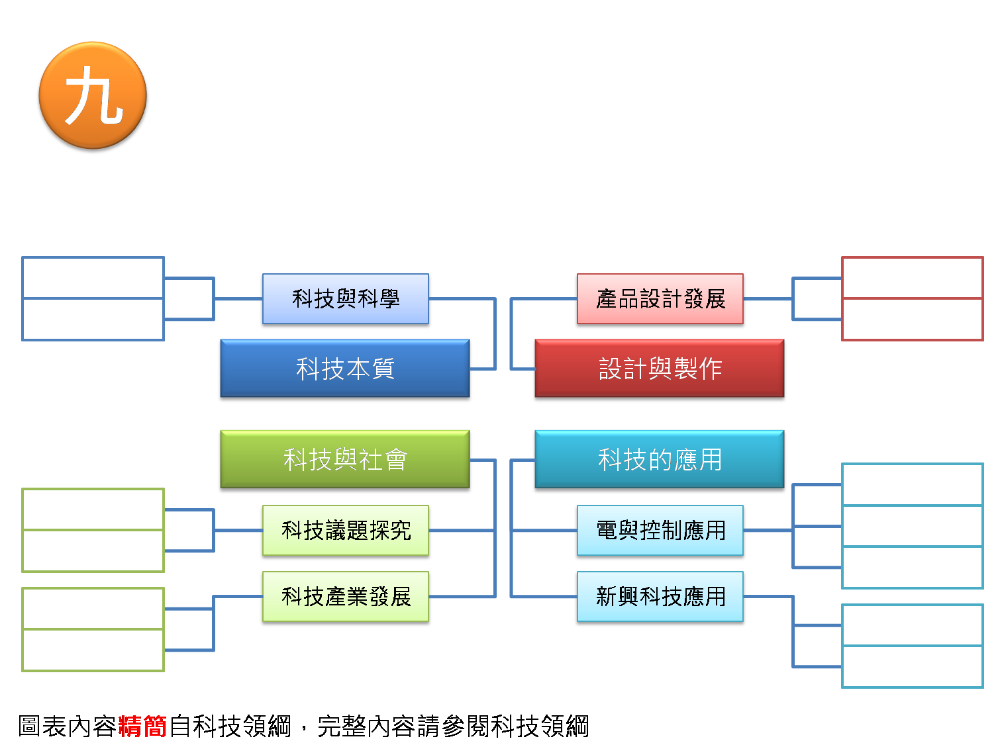 九
科技與科學
產品設計發展
科技本質
設計與製作
科技與社會
科技的應用
科技議題探究
電與控制應用
科技產業發展
新興科技應用
圖表內容精簡自科技領綱，完整內容請參閱科技領綱